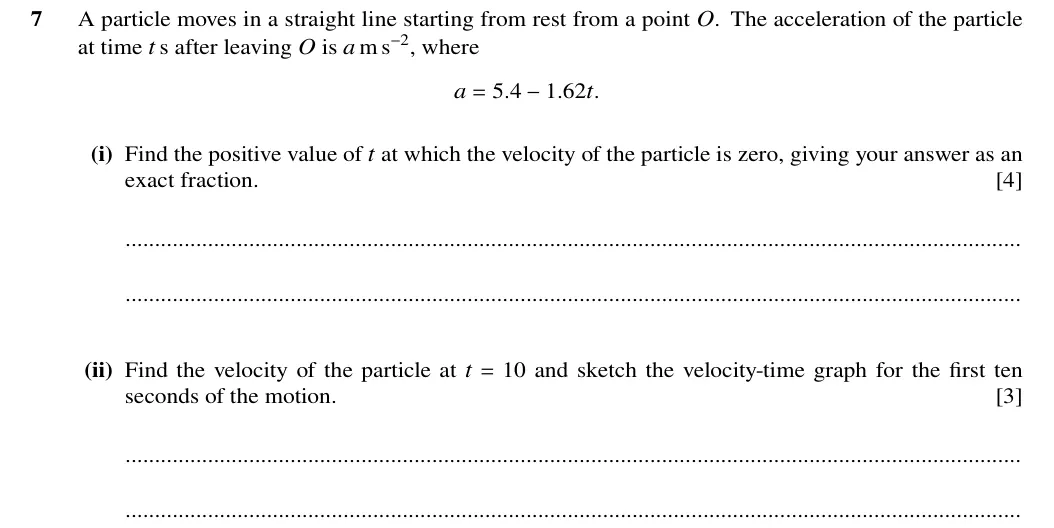 7 A particle moves in a straight line starting from rest from a point O. The acceleration of the particle
at time t s after leaving O is a m s⁻², where
a = 5.4 – 1.62t.
(i) Find the positive value of t at which the velocity of the particle is zero, giving your answer as an
exact fraction. [4]
(ii) Find the velocity of the particle at t = 10 and sketch the velocity-time graph for the first ten
seconds of the motion. [3]